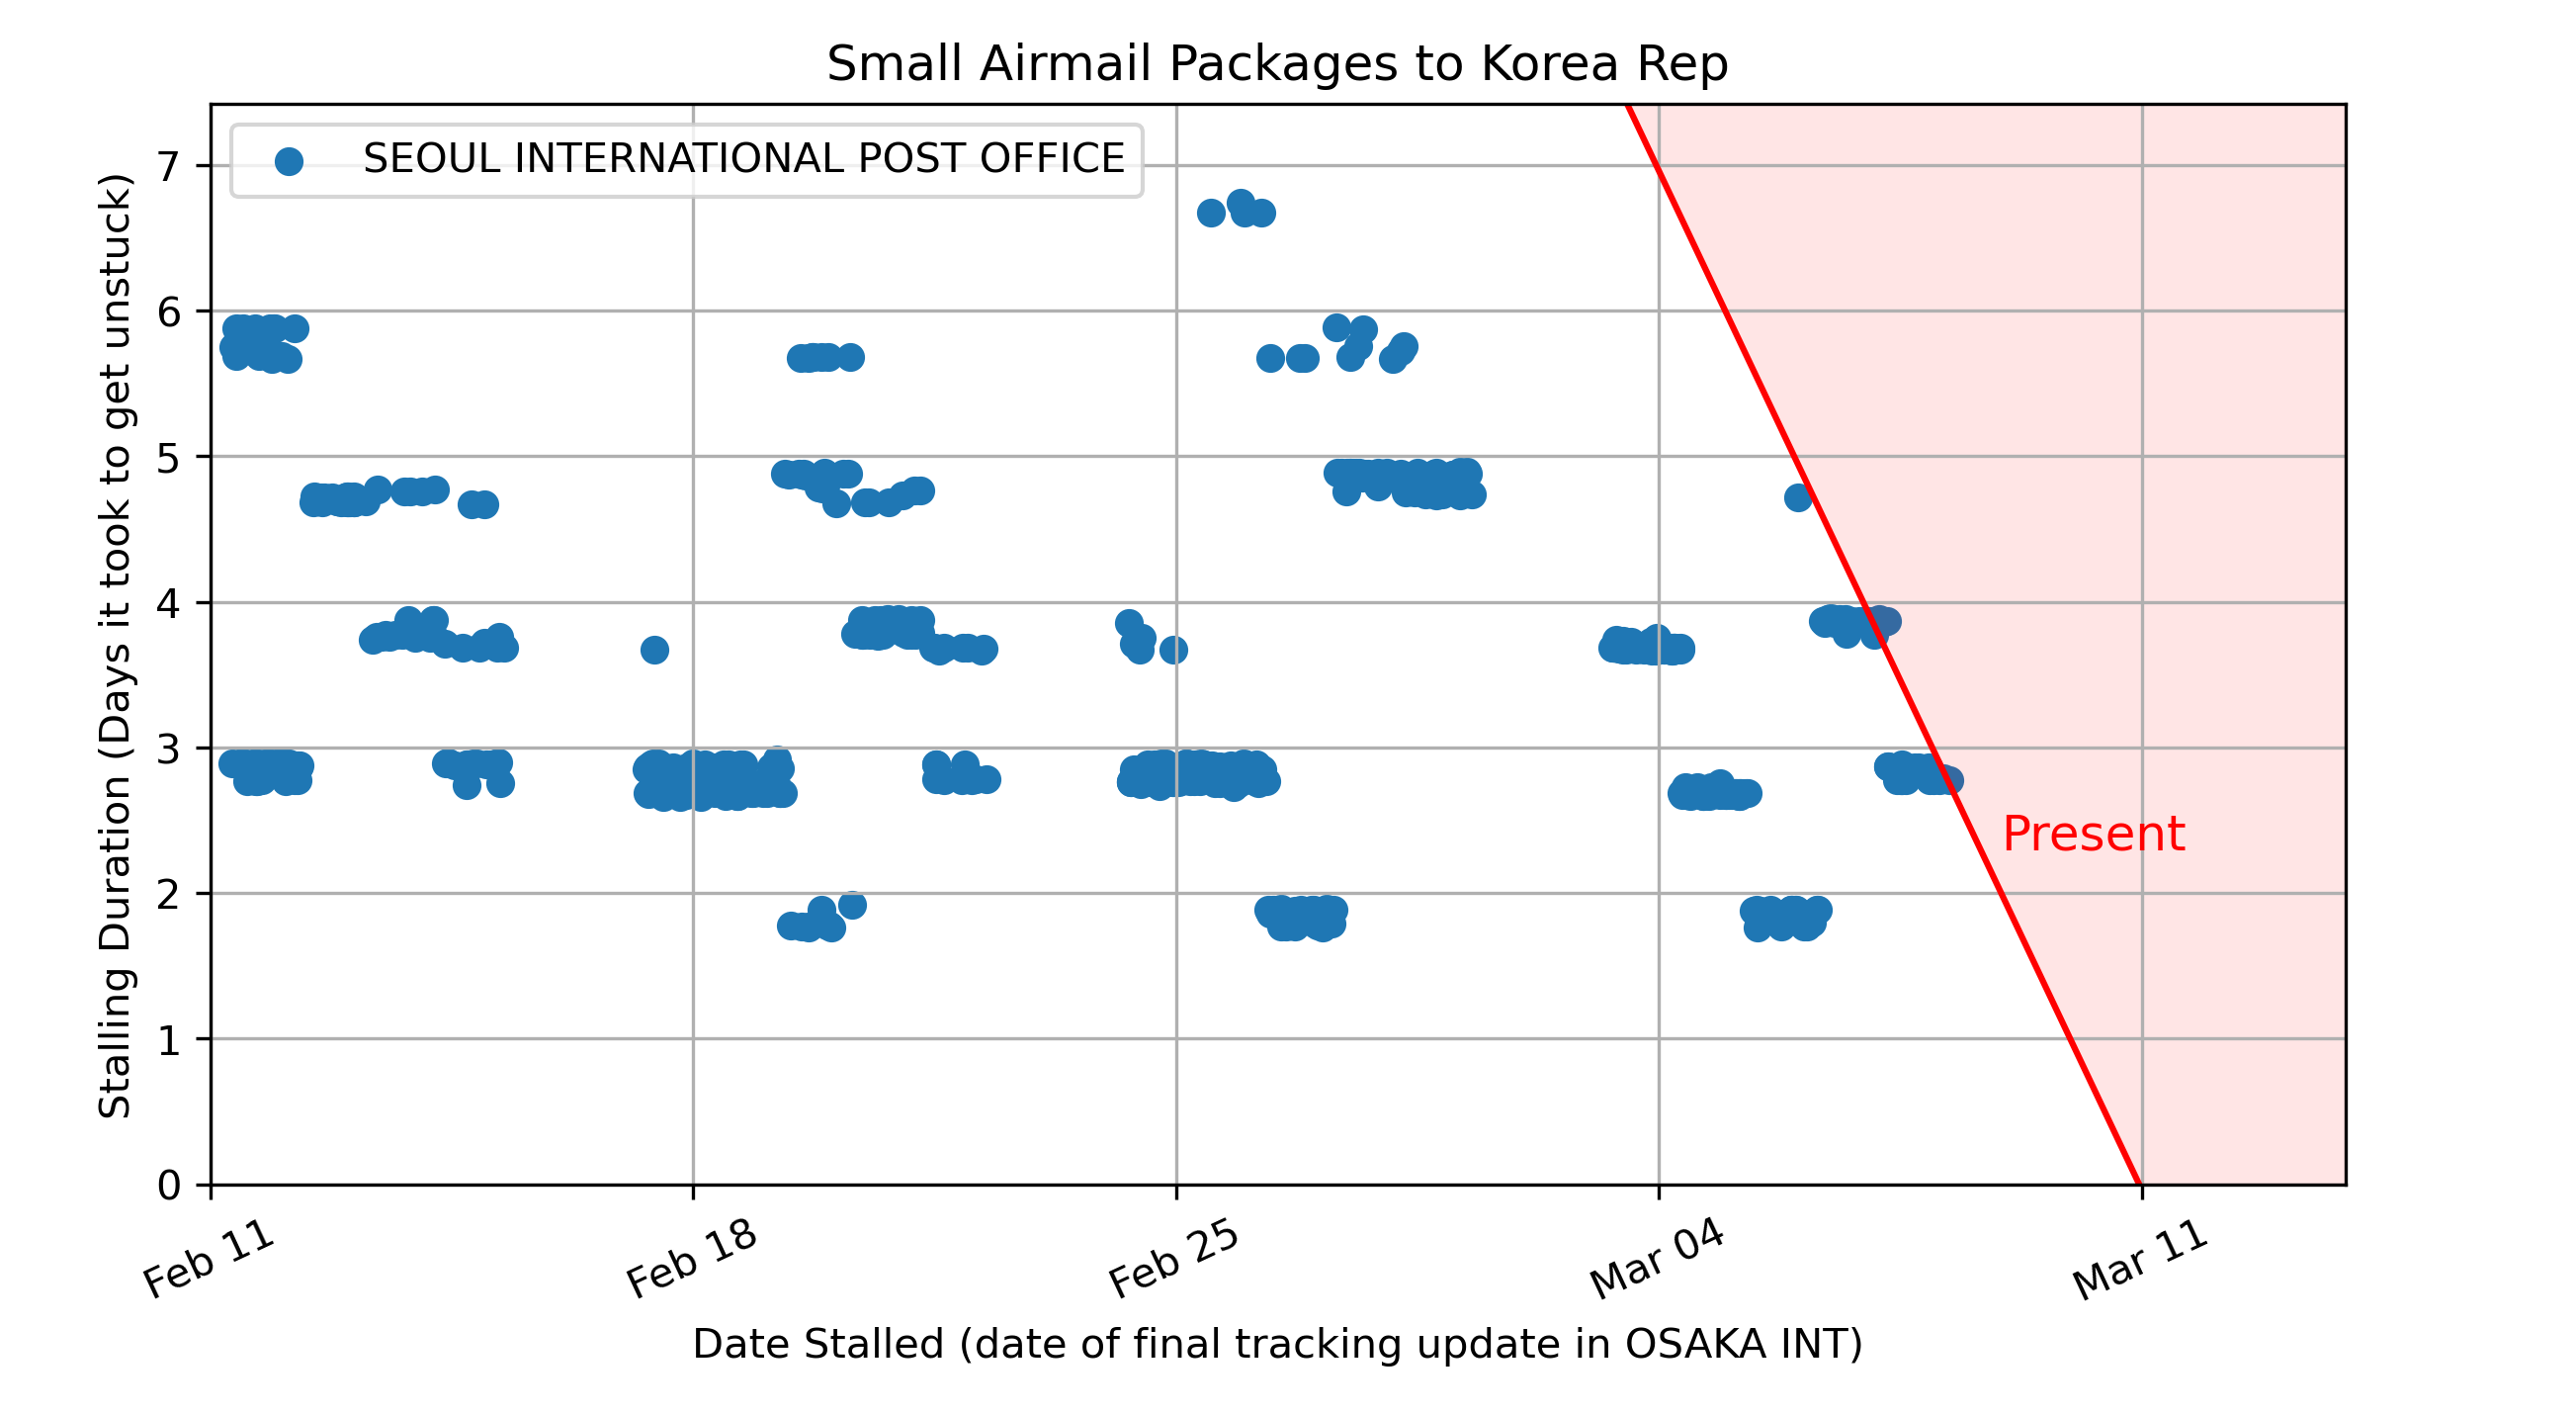 Small Airmail Packages to Korea Rep
SEOUL INTERNATIONAL POST OFFICE
Stalling Duration (Days it took to get unstuck)
7
6
5
4
3
2
1
0
Present
Feb 11
Feb 18
Feb 25
Mar 04
Mar 11
Date Stalled (date of final tracking update in OSAKA INT)